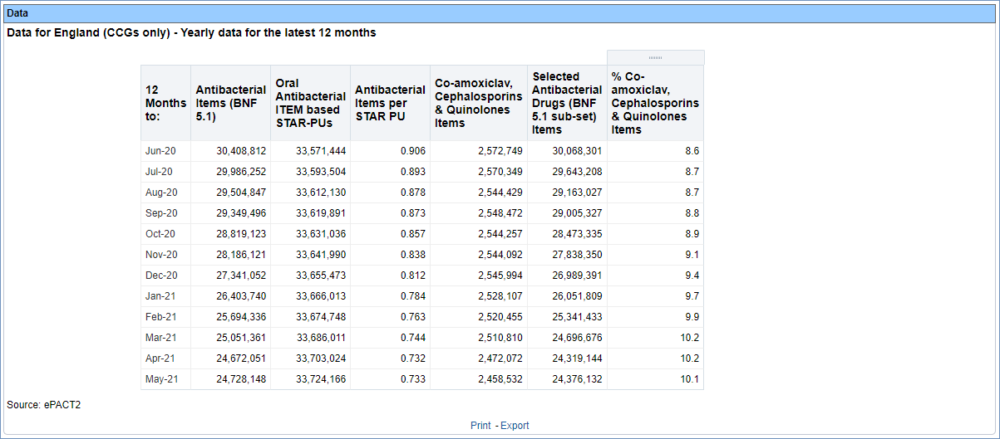 Data
Data for England (CCGs only) - Yearly data for the latest 12 months
12 Months to: Antibacterial Items (BNF 5.1) Oral Antibacterial ITEM based STAR-PUs Antibacterial Items per STAR PU Co-amoxiclav, Cephalosporins & Quinolones Items Selected Antibacterial Drugs (BNF 5.1 sub-set) Items % Co-amoxiclav, Cephalosporins & Quinolones Items
Jun-20 30,408,812 33,571,444 0.906 2,572,749 30,068,301 8.6
Jul-20 29,986,252 33,593,504 0.893 2,570,349 29,643,208 8.7
Aug-20 29,504,847 33,612,130 0.878 2,544,429 29,163,027 8.7
Sep-20 29,349,496 33,619,891 0.873 2,548,472 29,005,327 8.8
Oct-20 28,819,123 33,631,036 0.857 2,544,257 28,473,335 8.9
Nov-20 28,186,121 33,641,990 0.838 2,544,092 27,838,350 9.1
Dec-20 27,341,052 33,655,473 0.812 2,545,994 26,989,391 9.4
Jan-21 26,403,740 33,666,013 0.784 2,528,107 26,051,809 9.7
Feb-21 25,694,336 33,674,748 0.763 2,520,455 25,341,433 9.9
Mar-21 25,051,361 33,686,011 0.744 2,510,810 24,696,676 10.2
Apr-21 24,672,051 33,703,024 0.732 2,472,072 24,319,144 10.2
May-21 24,728,148 33,724,166 0.733 2,458,532 24,376,132 10.1
Source: ePACT2
Print - Export